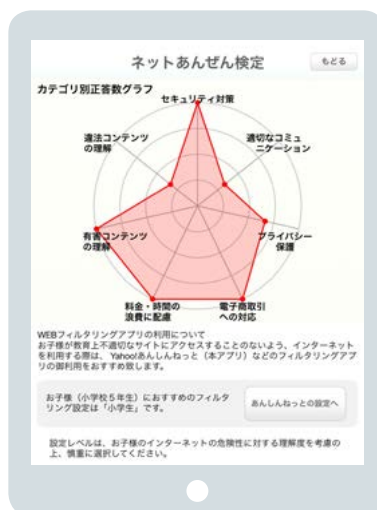 ネットあんぜん検定
もどる
カテゴリ別正答数グラフ
セキュリティ対策
違法コンテンツ
の理解
適切なコミュ
ニケーション
有害コンテンツ
の理解
プライバシー
保護
料金・時間の
浪費に配慮
電子商取引
への対応
WEBフィルタリングアプリの利用について
お子様が教育上不適切なサイトにアクセスすることのないよう、インターネット
を利用する際は、 Yahoo!あんしんねっと（本アプリ）などのフィルタリングアプ
リの御利用をおすすめ致します。
お子様（小学校５年生）におすすめのフィルタ
リング設定は「小学生」です。
あんしんねっとの設定へ
設定レベルは、お子様のインターネットの危険性に対する理解度を考慮の
上、慎重に選択してください。